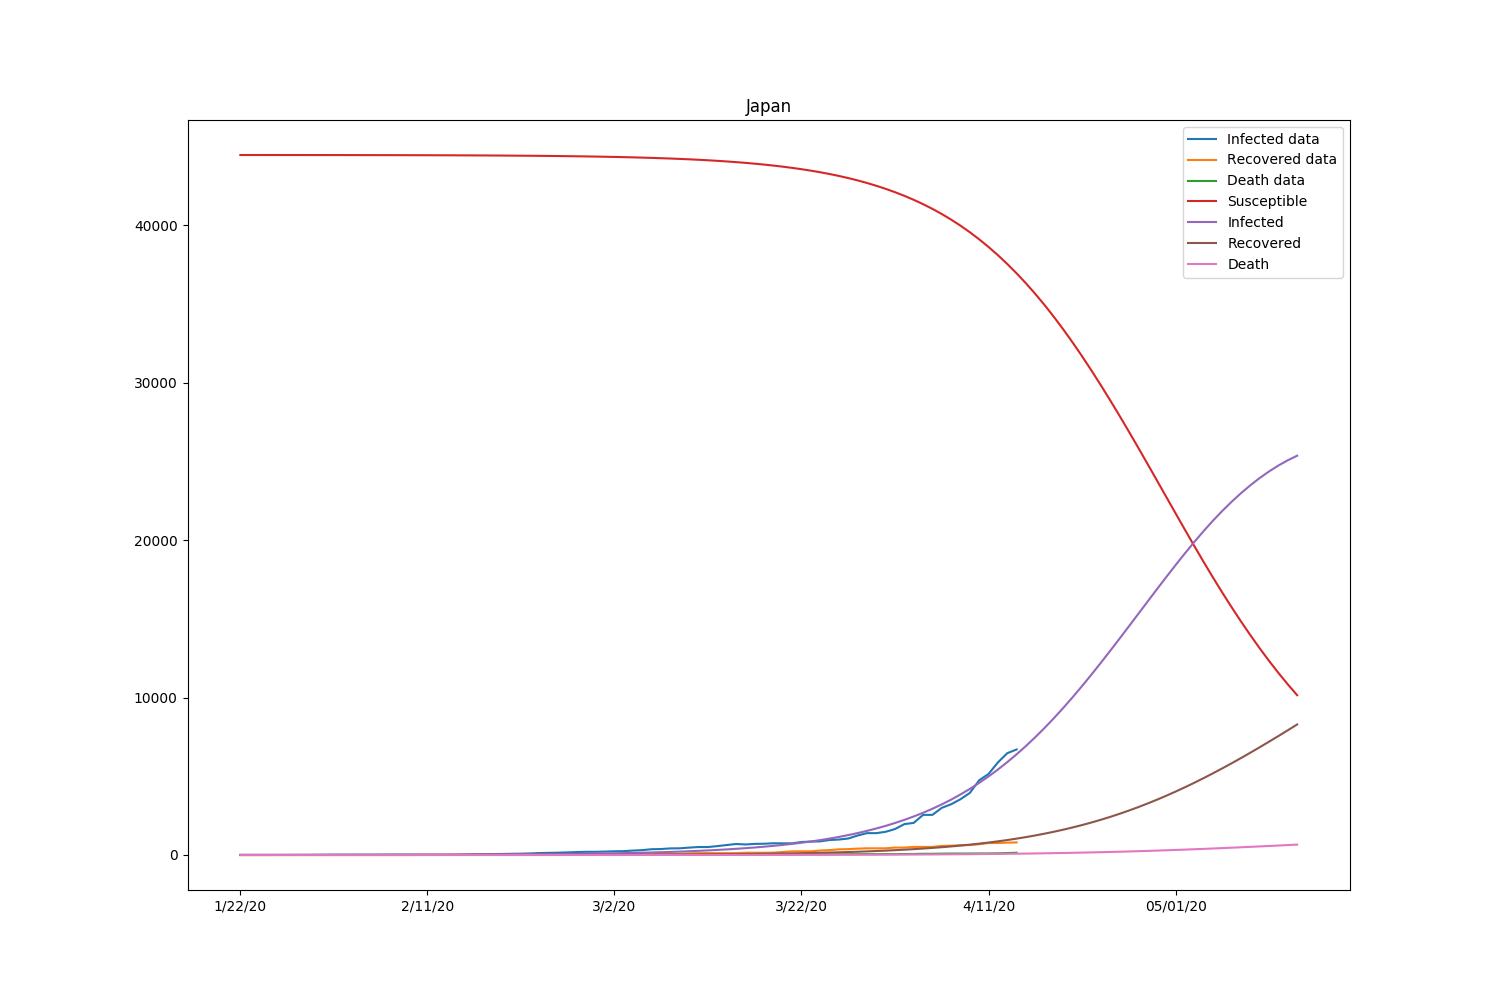 Japan
Infected data
Recovered data
Death data
Susceptible
Infected
Recovered
Death
40000
30000
20000
10000
0
1/22/20 2/11/20 3/2/20 3/22/20 4/11/20 05/01/20